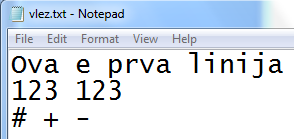 vlez.txt - Notepad
File Edit Format View Help
Ova e prva linija
123 123
# + -